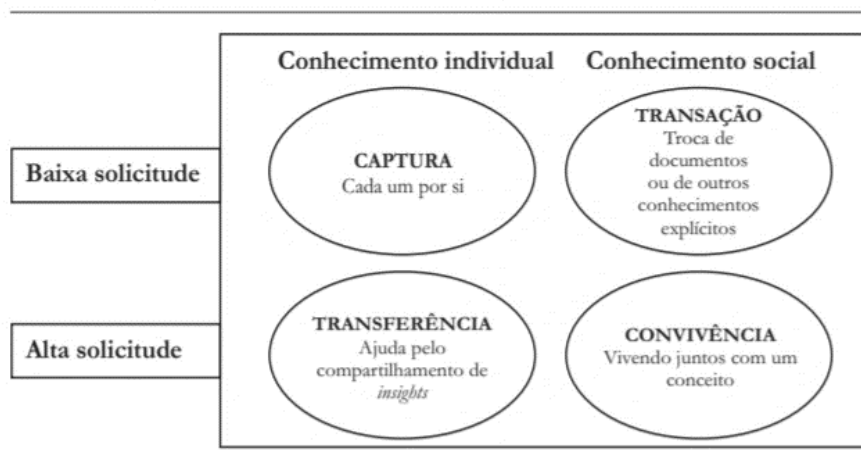 Conhecimento individual
Conhecimento social
Baixa solicitude
CAPTURA
Cada um por si
TRANSAÇÃO
Troca de
documentos
ou de outros
conhecimentos
explícitos
Alta solicitude
TRANSFERÊNCIA
Ajuda pelo
compartilhamento de
insights
CONVIVÊNCIA
Vivendo juntos com um
conceito